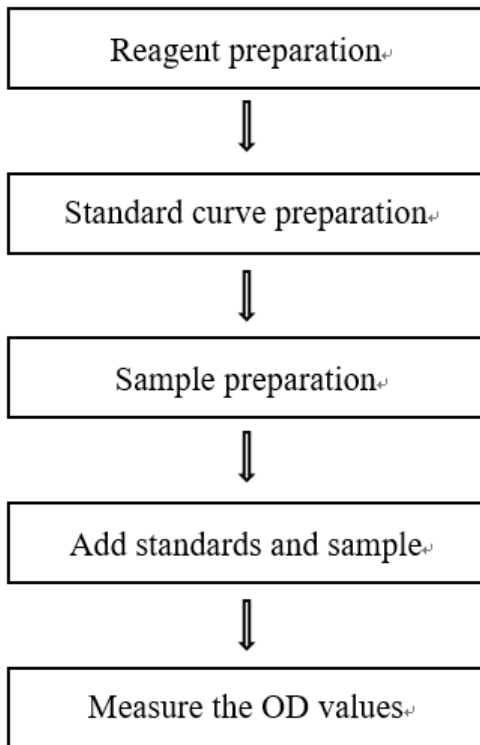 Reagent preparation
Standard curve preparation
Sample preparation
Add standards and sample
Measure the OD values